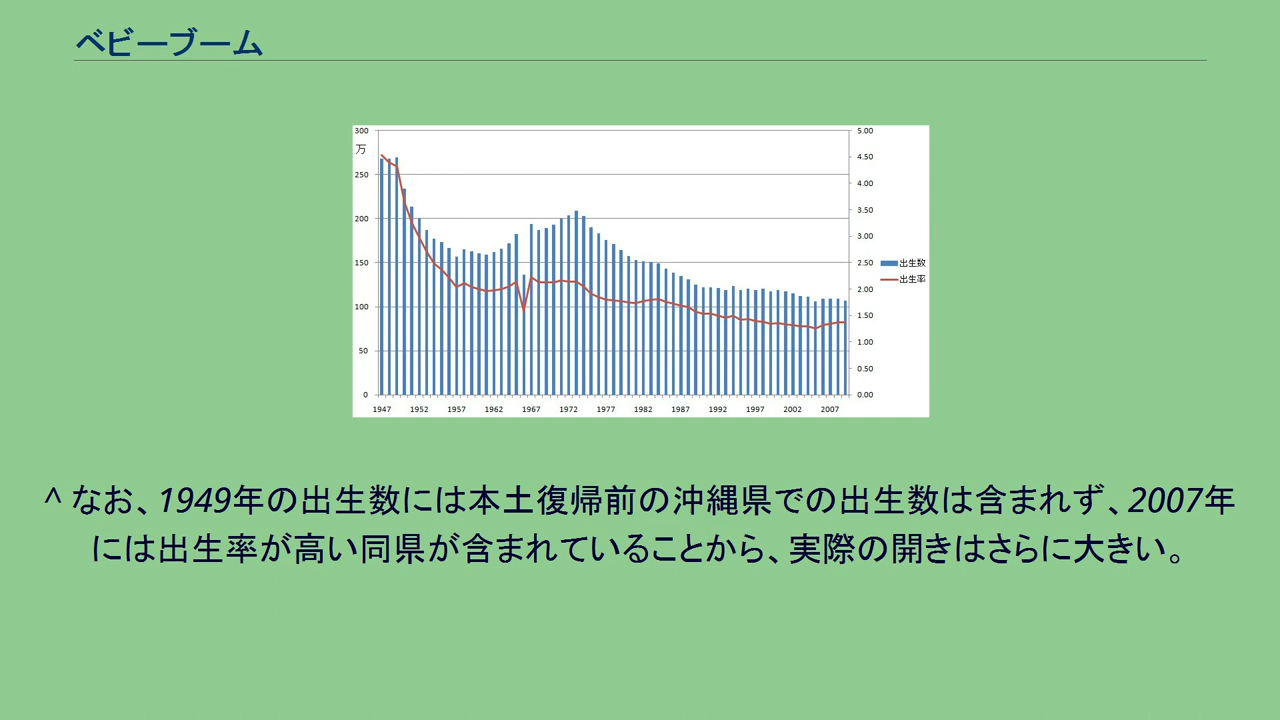 ベビーブーム
300
万
250
200
150
100
50
0
5.00
4.50
4.00
3.50
3.00
2.50
2.00
1.50
1.00
0.50
0.00
1947 1952 1957 1962 1967 1972 1977 1982 1987 1992 1997 2002 2007
出生数
出生率
^ なお、1949年の出生数には本土復帰前の沖縄県での出生数は含まれず、2007年
には出生率が高い同県が含まれていることから、実際の開きはさらに大きい。